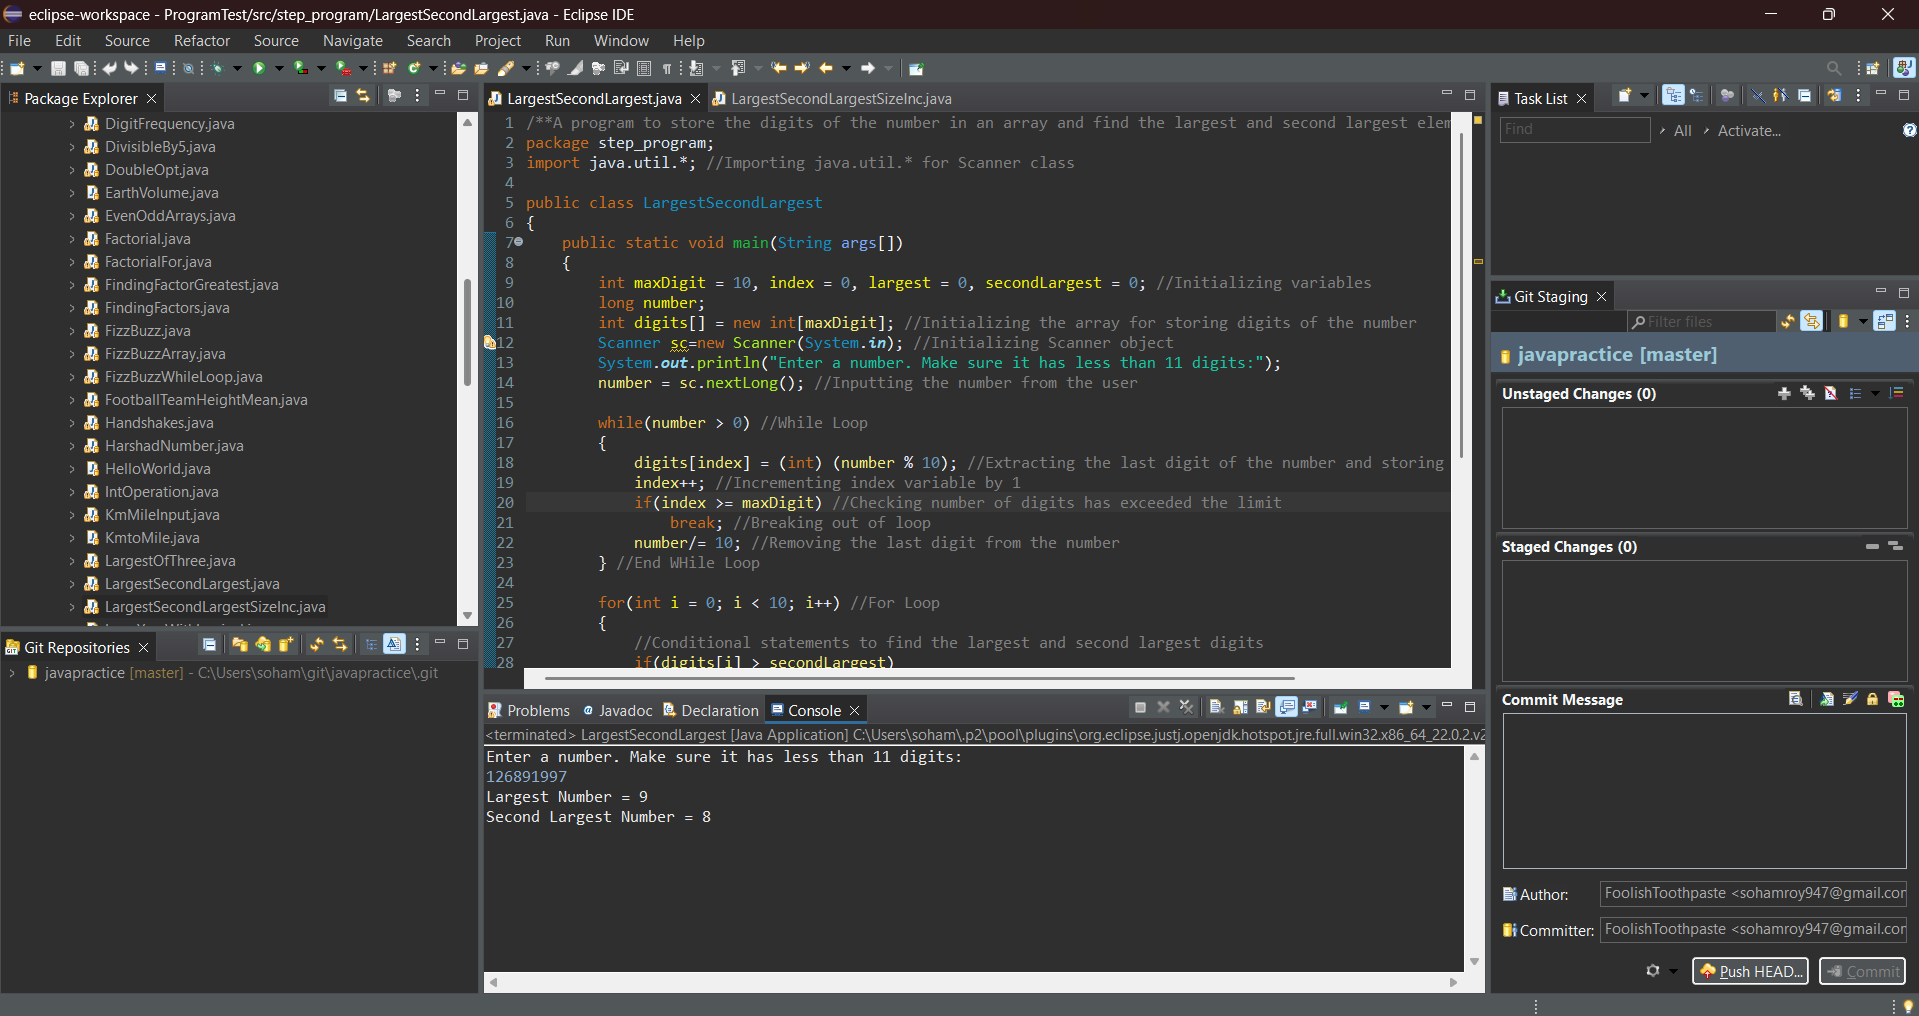 eclipse-workspace - ProgramTest/src/step_program/LargestSecondLargest.java - Eclipse IDE
File Edit Source Refactor Source Navigate Search Project Run Window Help
Package Explorer
DigitFrequency.java
DivisibleBy5.java
DoubleOpt.java
EarthVolume.java
EvenOddArrays.java
Factorial.java
FactorialFor.java
FindingFactorGreatest.java
FindingFactors.java
FizzBuzz.java
FizzBuzzArray.java
FizzBuzzWhileLoop.java
FootballTeamHeightMean.java
Handshakes.java
HarshadNumber.java
HelloWorld.java
IntOperation.java
KmMileInput.java
KmtoMile.java
LargestOfThree.java
LargestSecondLargest.java
LargestSecondLargestSizeInc.java
Git Repositories
javapractice [master] - C:\Users\soham\git\javapractice\.git
LargestSecondLargest.java LargestSecondLargestSizeInc.java
1 /**A program to store the digits of the number in an array and find the largest and second largest elem
2 package step_program;
3 import java.util.*; //Importing java.util.* for Scanner class
4
5 public class LargestSecondLargest
6 {
7 public static void main(String args[])
8 {
9 int maxDigit = 10, index = 0, largest = 0, secondLargest = 0; //Initializing variables
10 long number;
11 int digits[] = new int[maxDigit]; //Initializing the array for storing digits of the number
12 Scanner sc=new Scanner(System.in); //Initializing Scanner object
13 System.out.println("Enter a number. Make sure it has less than 11 digits:");
14 number = sc.nextLong(); //Inputting the number from the user
15
16 while(number > 0) //While Loop
17 {
18 digits[index] = (int) (number % 10); //Extracting the last digit of the number and storing
19 index++; //Incrementing index variable by 1
20 if(index >= maxDigit) //Checking number of digits has exceeded the limit
21 break; //Breaking out of loop
22 number/= 10; //Removing the last digit from the number
23 } //End WHile Loop
24
25 for(int i = 0; i < 10; i++) //For Loop
26 {
27 //Conditional statements to find the largest and second largest digits
28 if(digits[i] > secondLargest)
Problems Javadoc Declaration Console
<terminated> LargestSecondLargest [Java Application] C:\Users\soham\.p2\pool\plugins\org.eclipse.justj.openjdk.hotspot.jre.full.win32.x86_64_22.0.2.v2
Enter a number. Make sure it has less than 11 digits:
126891997
Largest Number = 9
Second Largest Number = 8
Task List
Find All Activate...
Git Staging
Filter files
javapractice [master]
Unstaged Changes (0)
Staged Changes (0)
Commit Message
Author: FoolishToothpaste <sohamroy947@gmail.cor
Committer: FoolishToothpaste <sohamroy947@gmail.cor
Push HEAD... Commit